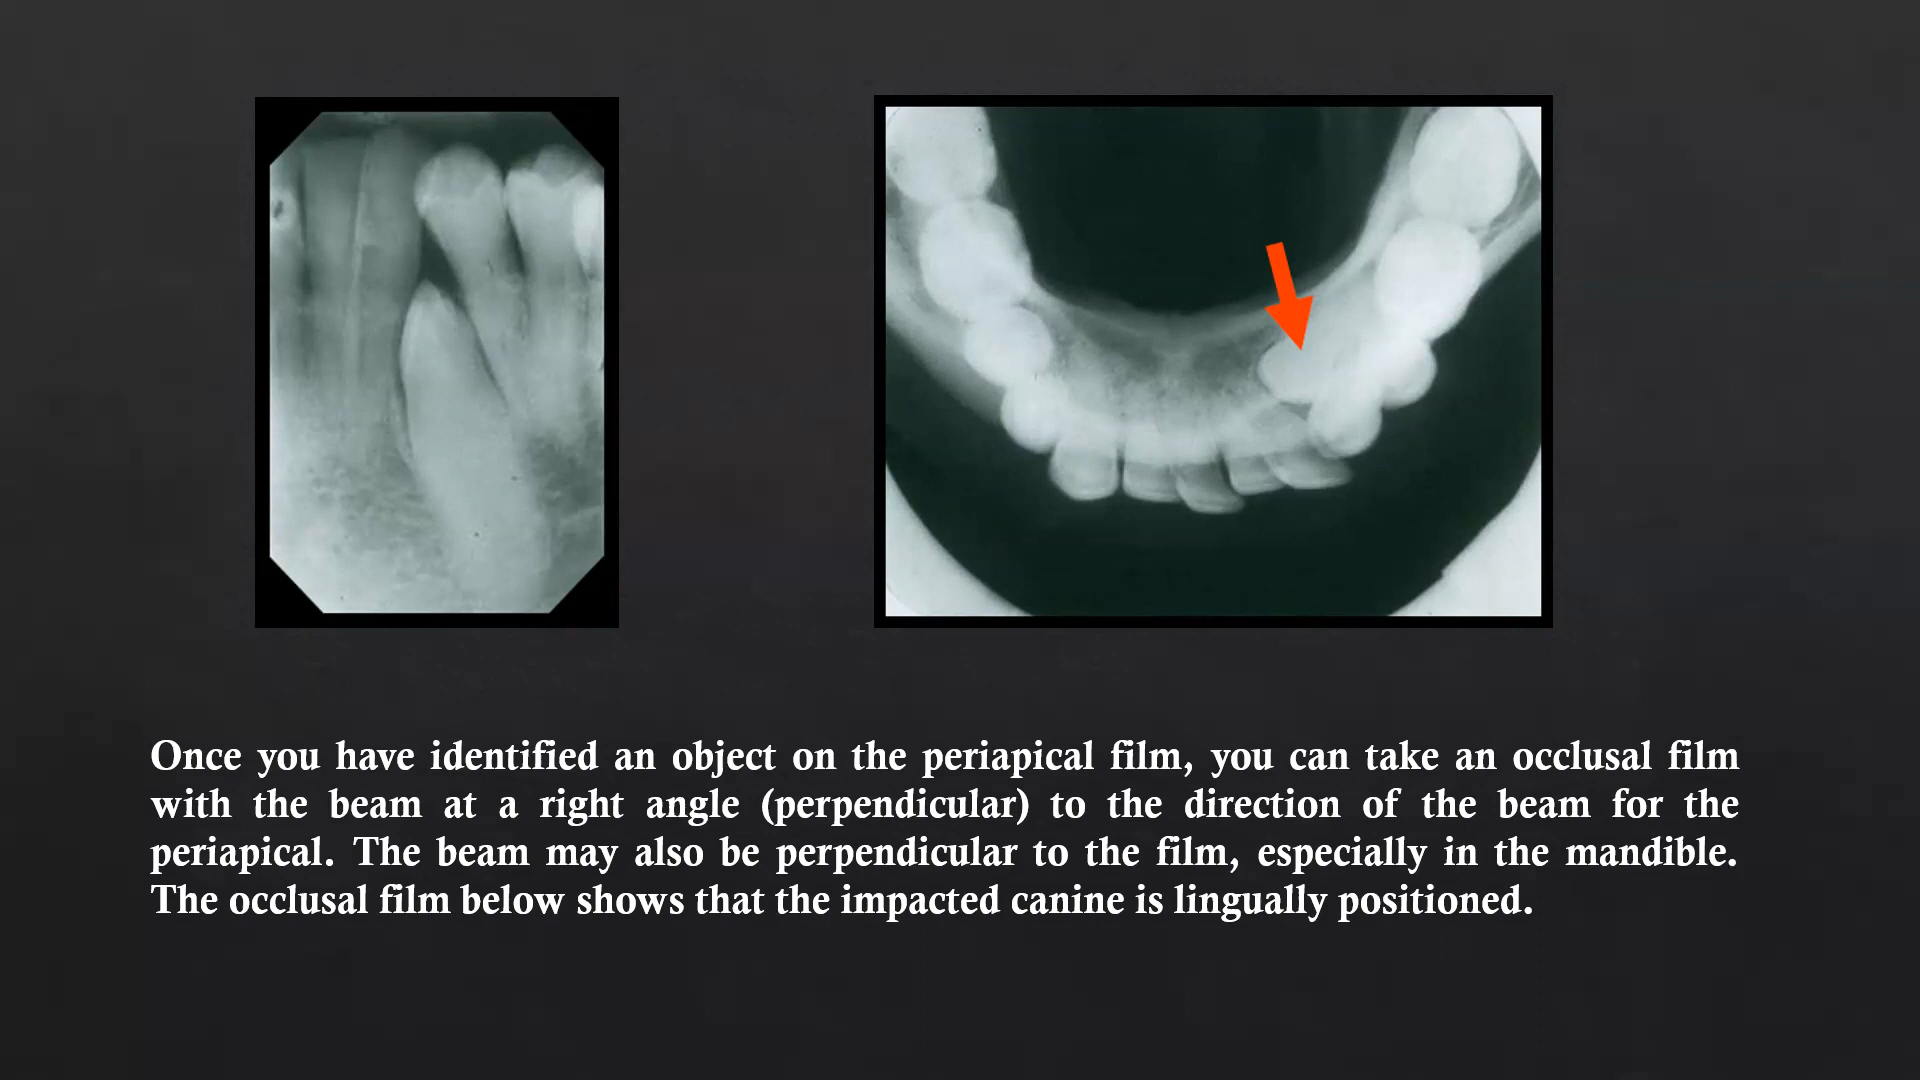 Once you have identified an object on the periapical film, you can take an occlusal film
with the beam at a right angle (perpendicular) to the direction of the beam for the
periapical. The beam may also be perpendicular to the film, especially in the mandible.
The occlusal film below shows that the impacted canine is lingually positioned.